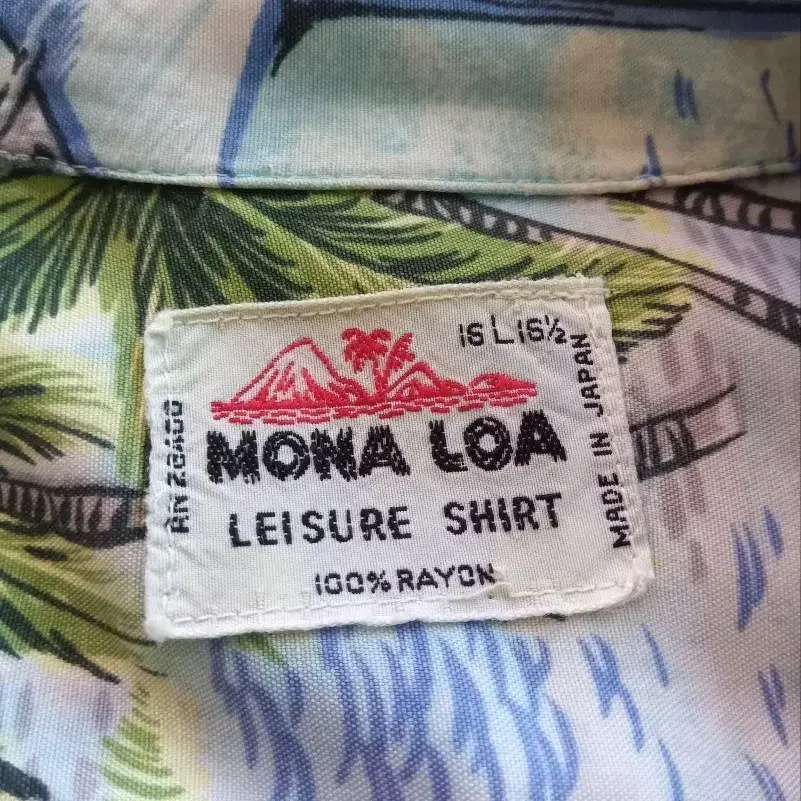 16 L 16½
MONA LOA
LEISURE SHIRT
100% RAYON
MADE IN JAPAN